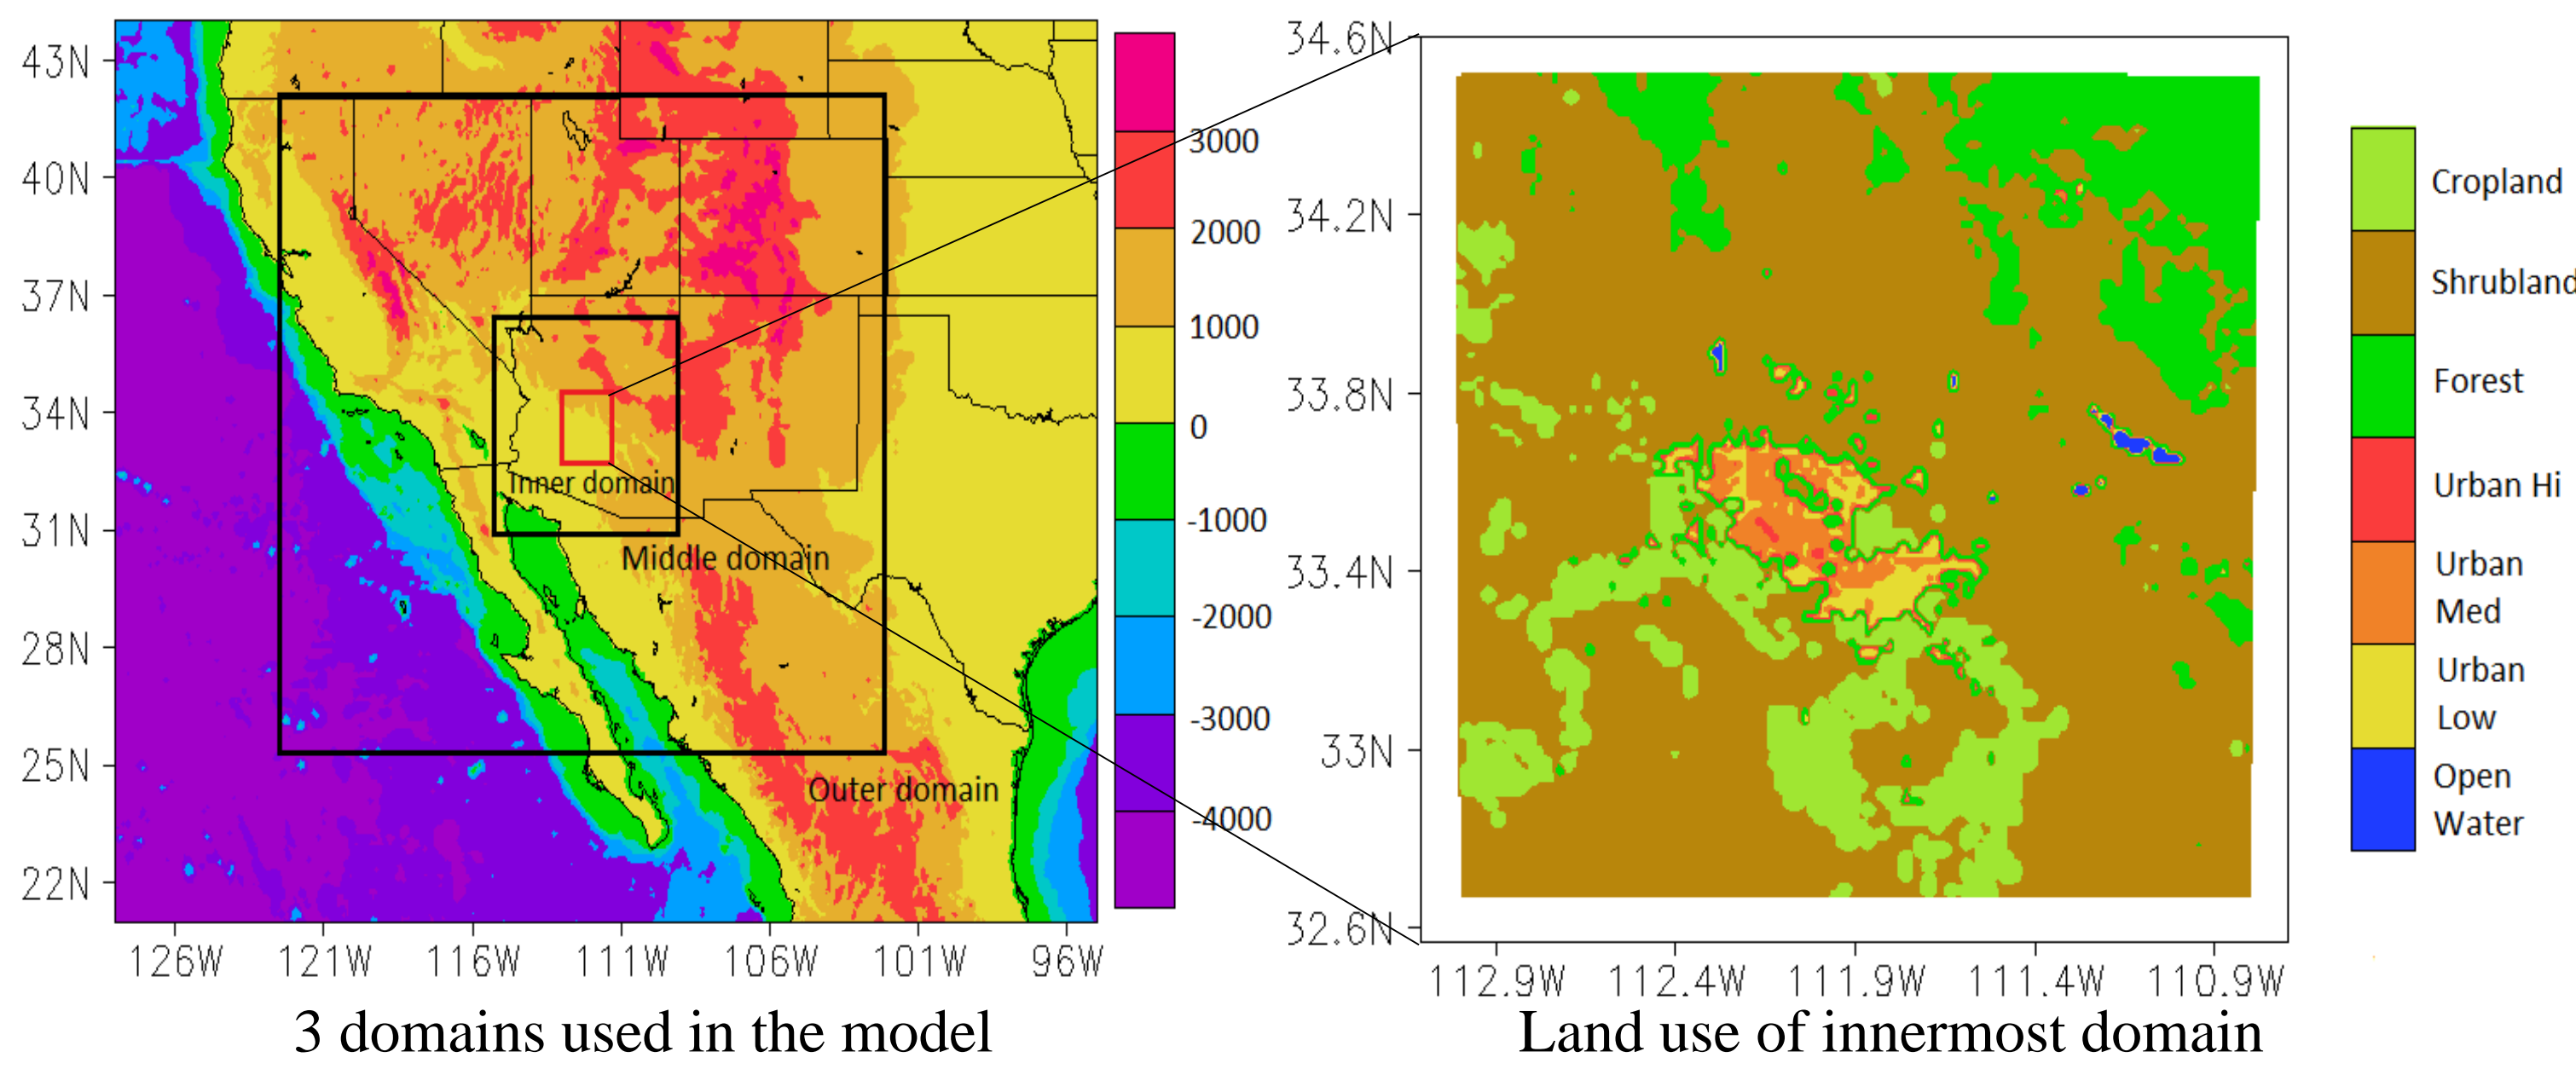 43N
40N
37N
34N
31N
28N
25N
22N
126W 121W 116W 111W 106W 101W 96W
Inner domain
Middle domain
Outer domain
3000
2000
1000
0
-1000
-2000
-3000
-4000
3 domains used in the model
34.6N
34.2N
33.8N
33.4N
33N
32.6N
112.9W 112.4W 111.9W 111.4W 110.9W
Cropland
Shrubland
Forest
Urban Hi
Urban
Med
Urban
Low
Open
Water
Land use of innermost domain